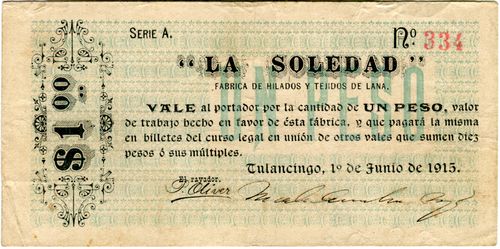 SERIE A.
Nº 334
$1.00
"LA SOLEDAD"
FABRICA DE HILADOS Y TEJIDOS DE LANA.
VALE al portador por la cantidad de UN PESO, valor
de trabajo hecho en favor de ésta fábrica, y que pagará la misma
en billetes del curso legal en unión de otros vales que sumen diez
pesos ó sus múltiples.
Tulancingo, 1º de Junio de 1915.
El rayador.
P. Oliver